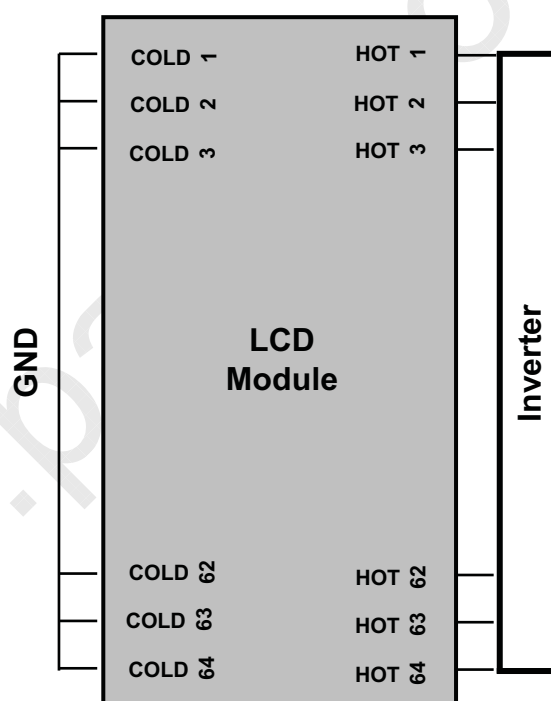 COLD 1 HOT 1
COLD 2 HOT 2
COLD 3 HOT 3
GND
LCD
Module
Inverter
COLD 62 HOT 62
COLD 63 HOT 63
COLD 64 HOT 64